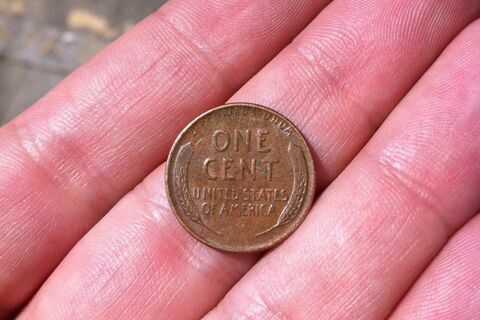 ONE
CENT
UNITED STATES
OF AMERICA